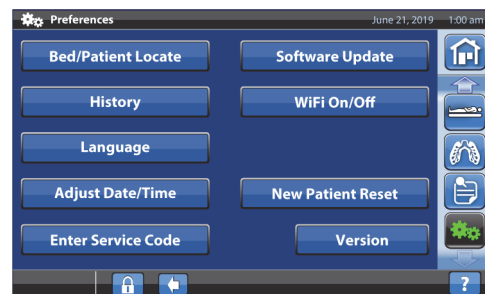 Preferences
June 21, 2019 1:00 am
Bed/Patient Locate
Software Update
History
WiFi On/Off
Language
Adjust Date/Time
New Patient Reset
Enter Service Code
Version
?